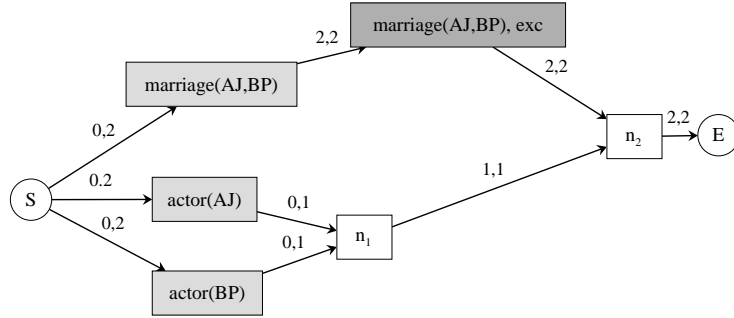 marriage(AJ,BP), exc
2,2
marriage(AJ,BP)
2,2
0,2
n₂
2,2
E
1,1
0.2
S
actor(AJ)
0,1
n₁
0,2
0,1
actor(BP)